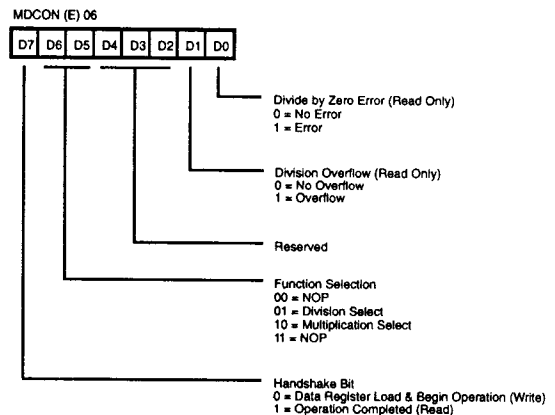 MDCON (E) 06
D7 D6 D5 D4 D3 D2 D1 D0
Divide by Zero Error (Read Only)
0 = No Error
1 = Error
Division Overflow (Read Only)
0 = No Overflow
1 = Overflow
Reserved
Function Selection
00 = NOP
01 = Division Select
10 = Multiplication Select
11 = NOP
Handshake Bit
0 = Data Register Load & Begin Operation (Write)
1 = Operation Completed (Read)